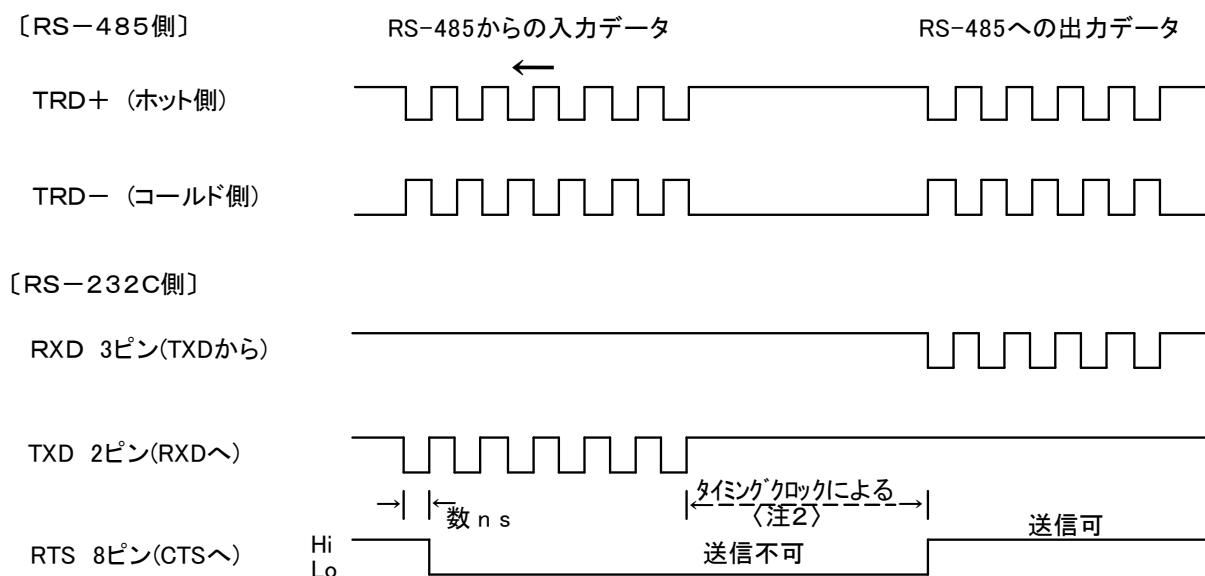 〔RS－485側〕
RS-485からの入力データ
RS-485への出力データ
←
TRD＋ (ホット側)
TRD－ (コールド側)
〔RS－232C側〕
RXD 3ピン(TXDから)
TXD 2ピン(RXDへ)
タイミングクロックによる
→ ←
数ｎｓ
〈注2〉
送信可
RTS 8ピン(CTSへ)
Hi
送信不可
Lo